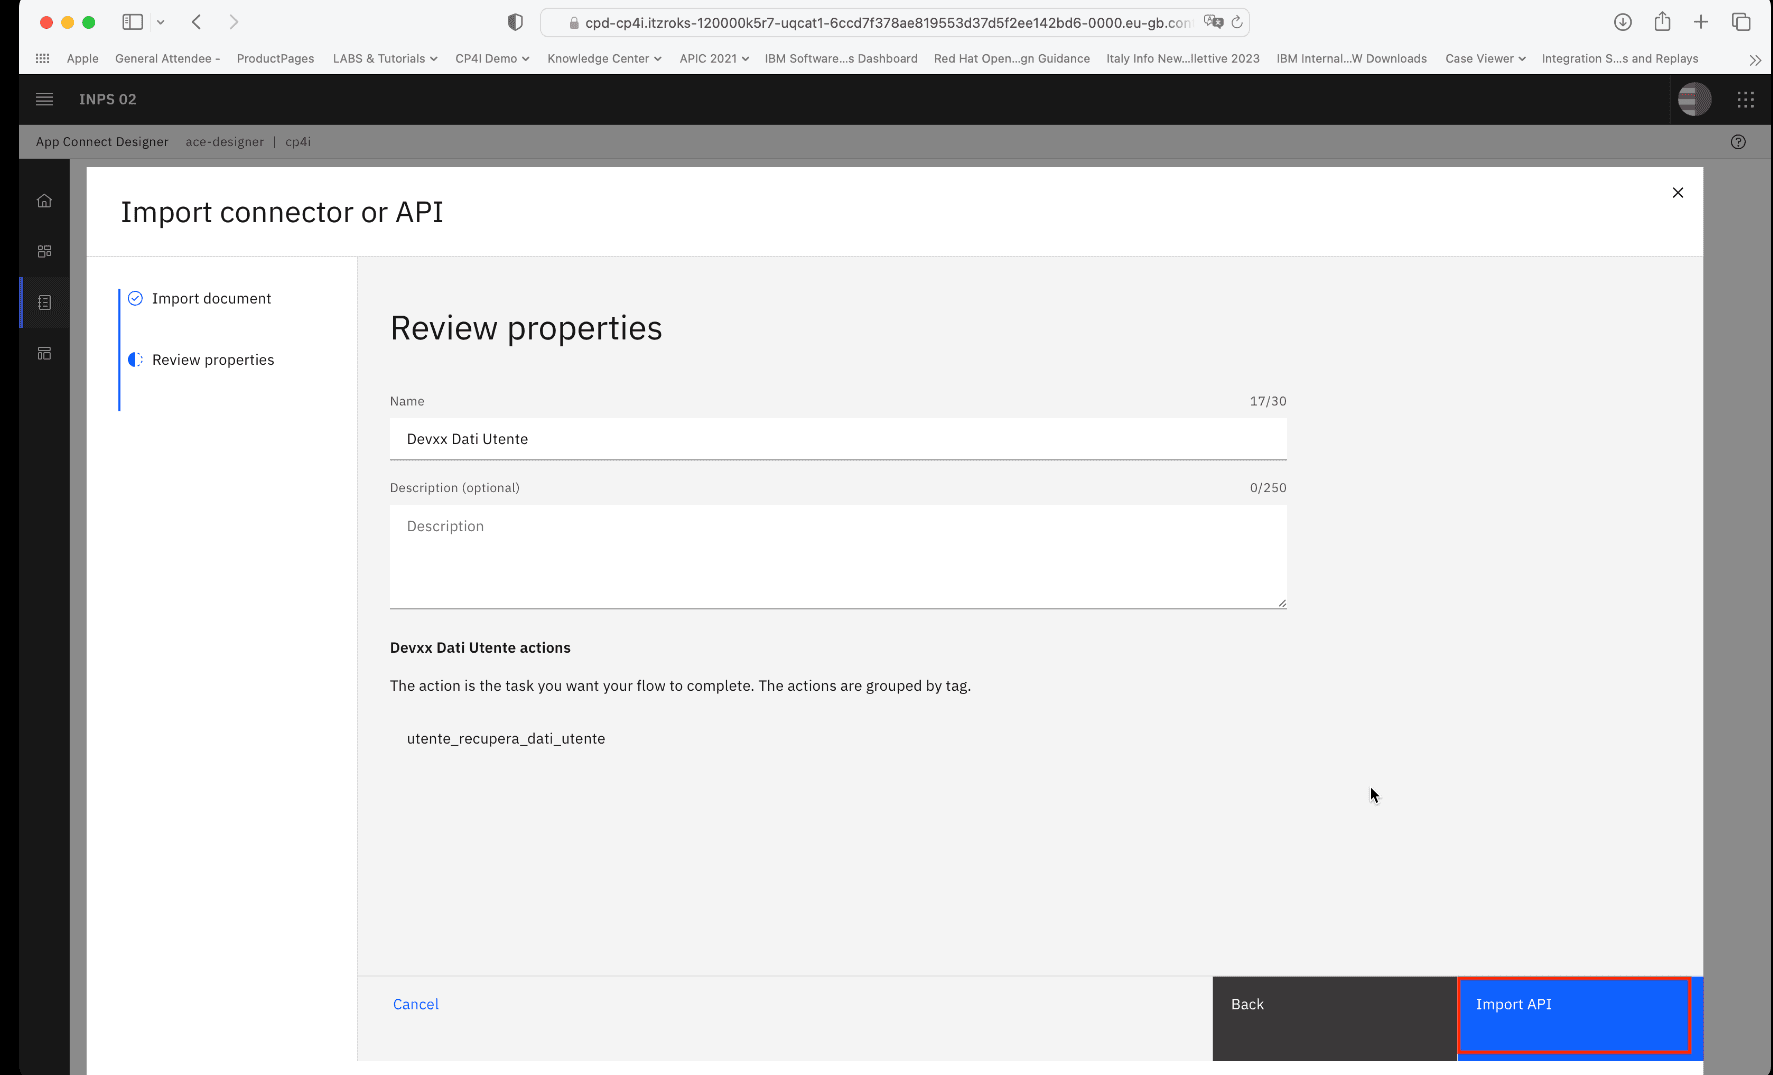 cpd-cp4i.itzroks-120000k5r7-uqcat1-6ccd7f378ae819553d37d5f2ee142bd6-0000.eu-gb.con
Apple General Attendee - ProductPages LABS & Tutorials CP4I Demo Knowledge Center APIC 2021 IBM Software...s Dashboard Red Hat Open...gn Guidance Italy Info New...llettive 2023 IBM Internal...W Downloads Case Viewer Integration S...s and Replays
INPS 02
App Connect Designer ace-designer | cp4i
Import connector or API
Import document
Review properties
Review properties
Name 17/30
Devxx Dati Utente
Description (optional) 0/250
Description
Devxx Dati Utente actions
The action is the task you want your flow to complete. The actions are grouped by tag.
utente_recupera_dati_utente
Cancel Back Import API